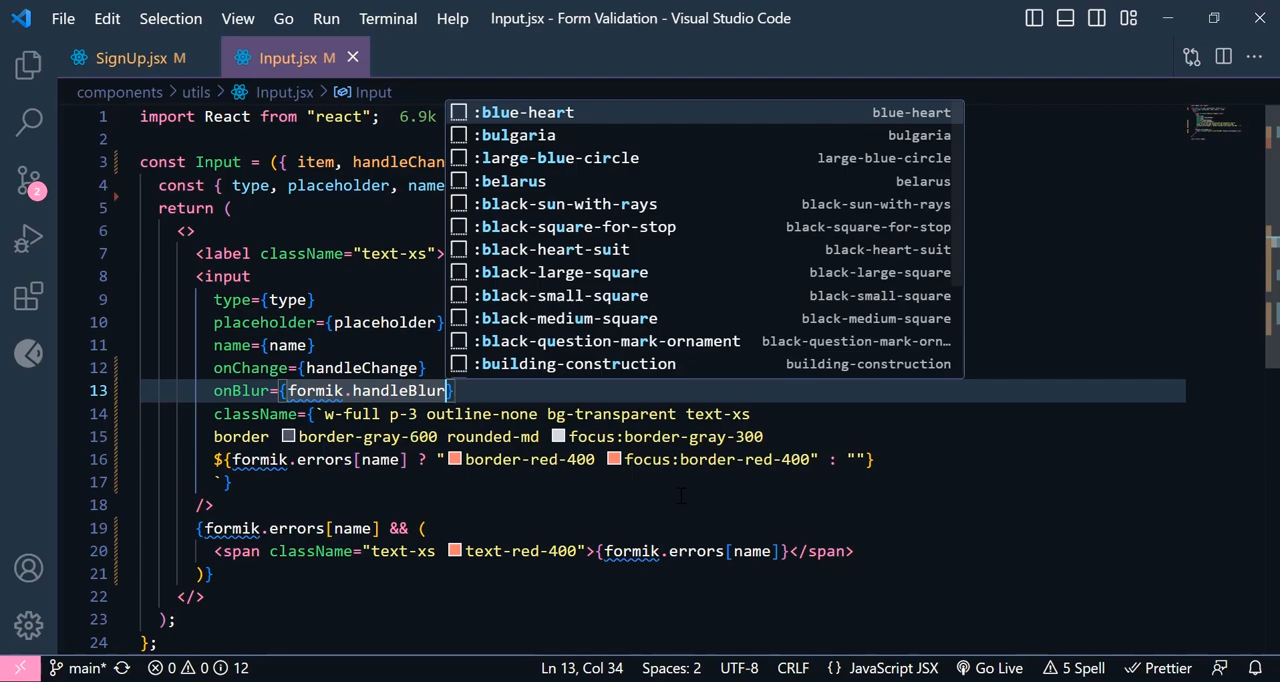 File Edit Selection View Go Run Terminal Help Input.jsx - Form Validation - Visual Studio Code
SignUp.jsx M Input.jsx M
components > utils > Input.jsx > Input
1 import React from "react"; 6.9k
2
3 const Input = ({ item, handleChan
4 const { type, placeholder, name
5 return (
6 <>
7 <label className="text-xs">
8 <input
9 type={type}
10 placeholder={placeholder}
11 name={name}
12 onChange={handleChange}
13 onBlur={formik.handleBlur}
14 className={`w-full p-3 outline-none bg-transparent text-xs
15 border border-gray-600 rounded-md focus:border-gray-300
16 ${formik.errors[name] ? "border-red-400 focus:border-red-400" : ""}
17 `}
18 />
19 {formik.errors[name] && (
20 <span className="text-xs text-red-400">{formik.errors[name]}</span>
21 )}
22 </>
23 );
24 };
:blue-heart blue-heart
:bulgaria bulgaria
:large-blue-circle large-blue-circle
:belarus belarus
:black-sun-with-rays black-sun-with-rays
:black-square-for-stop black-square-for-stop
:black-heart-suit black-heart-suit
:black-large-square black-large-square
:black-small-square black-small-square
:black-medium-square black-medium-square
:black-question-mark-ornament black-question-mark-orn…
:building-construction building-construction
2
main* 0 0 12 Ln 13, Col 34 Spaces: 2 UTF-8 CRLF {} JavaScript JSX Go Live 5 Spell Prettier